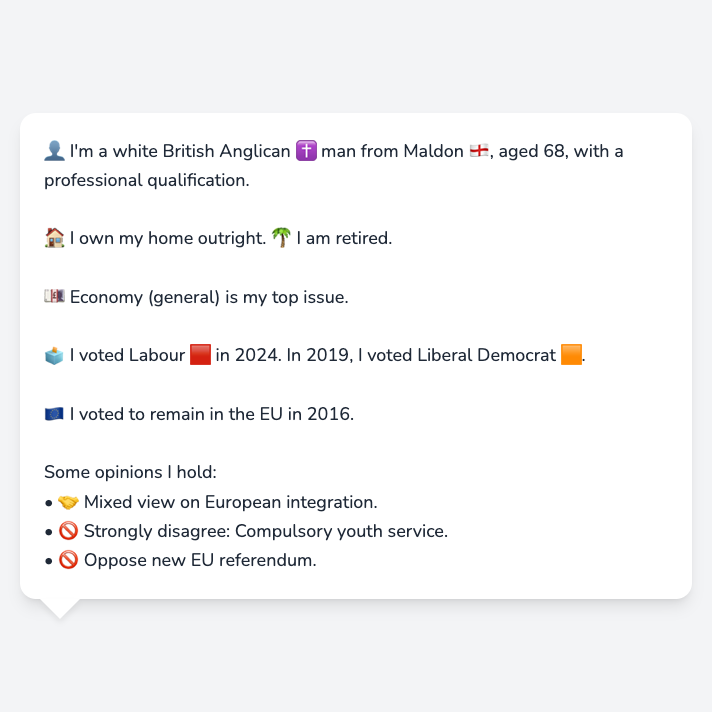 👤 I'm a white British Anglican ✝️ man from Maldon 🏴󠁧󠁢󠁥󠁮󠁧󠁿, aged 68, with a
professional qualification.
🏠 I own my home outright. 🌴 I am retired.
💷 Economy (general) is my top issue.
🗳️ I voted Labour 🟥 in 2024. In 2019, I voted Liberal Democrat 🟧.
🇪🇺 I voted to remain in the EU in 2016.
Some opinions I hold:
• 🤝 Mixed view on European integration.
• 🚫 Strongly disagree: Compulsory youth service.
• 🚫 Oppose new EU referendum.